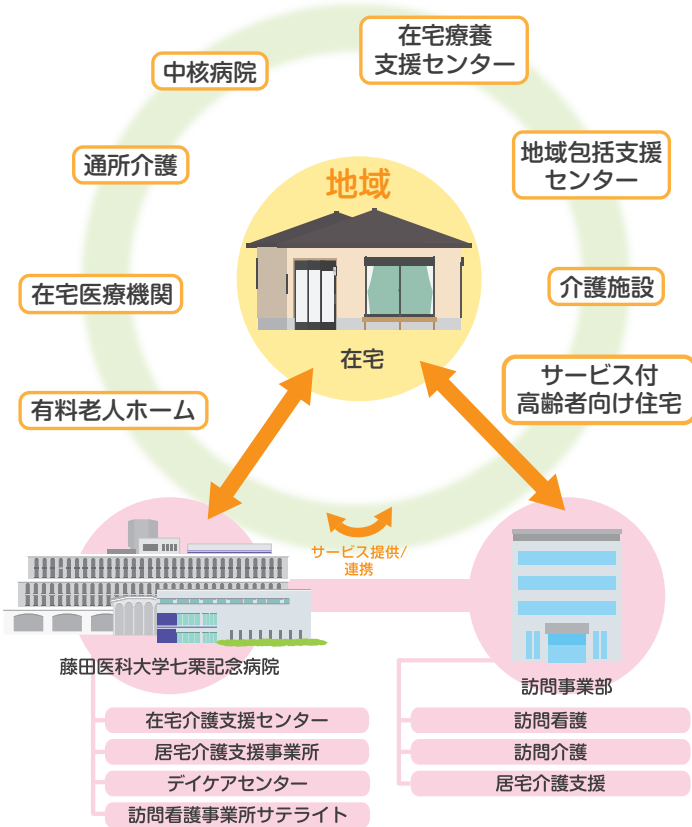 在宅療養
支援センター
中核病院
地域包括支援
センター
通所介護
地域
在宅医療機関
介護施設
在宅
サービス付
高齢者向け住宅
有料老人ホーム
サービス提供/
連携
藤田医科大学七栗記念病院
在宅介護支援センター
居宅介護支援事業所
デイケアセンター
訪問看護事業所サテライト
訪問事業部
訪問看護
訪問介護
居宅介護支援